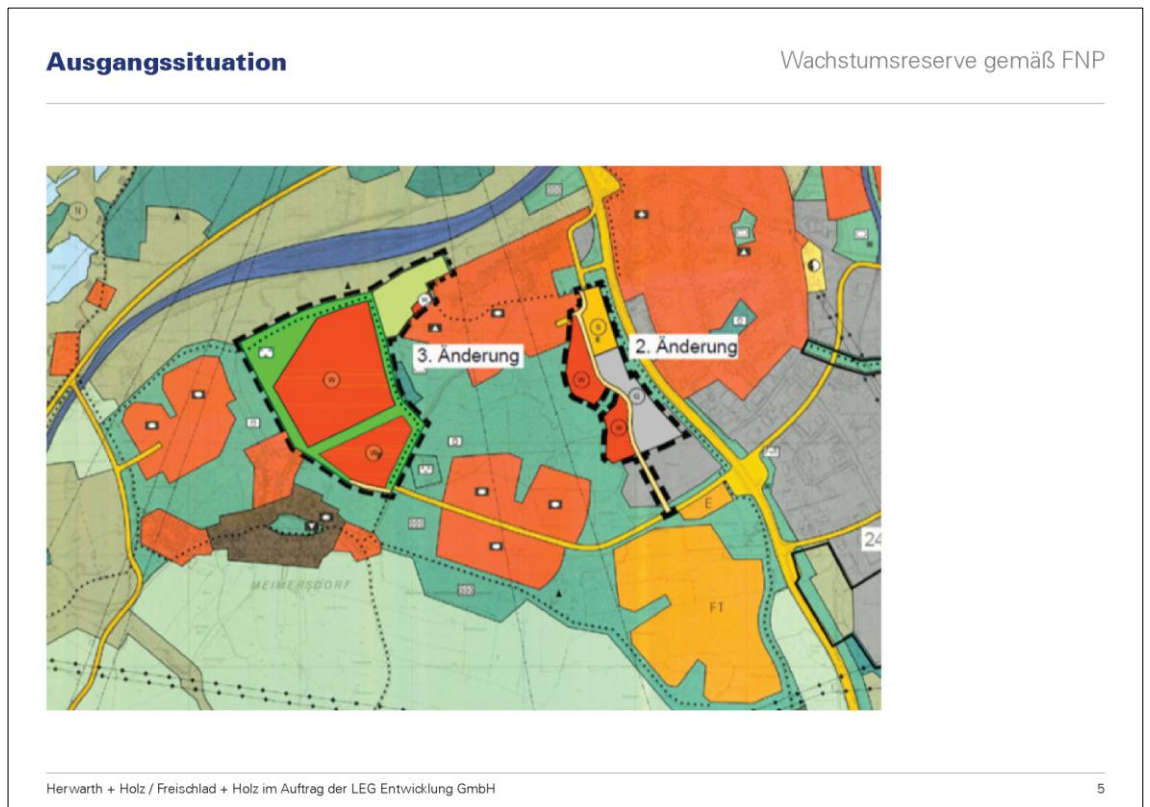 Ausgangssituation
Wachstumsreserve gemäß FNP
N
W
3. Änderung
2. Änderung
W
W
G
W
W
E
24
MEIMERSDORF
FT
Herwarth + Holz / Freischlad + Holz im Auftrag der LEG Entwicklung GmbH
5